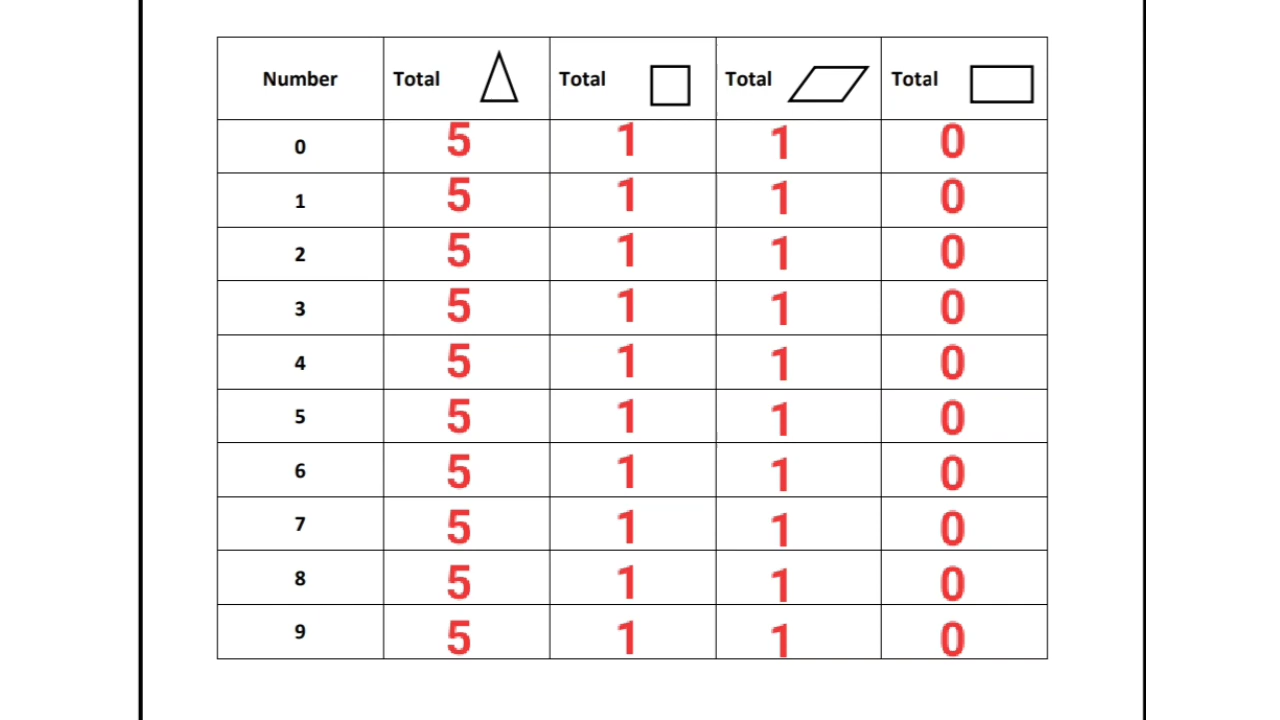 Number Total Total Total Total
0 5 1 1 0
1 5 1 1 0
2 5 1 1 0
3 5 1 1 0
4 5 1 1 0
5 5 1 1 0
6 5 1 1 0
7 5 1 1 0
8 5 1 1 0
9 5 1 1 0